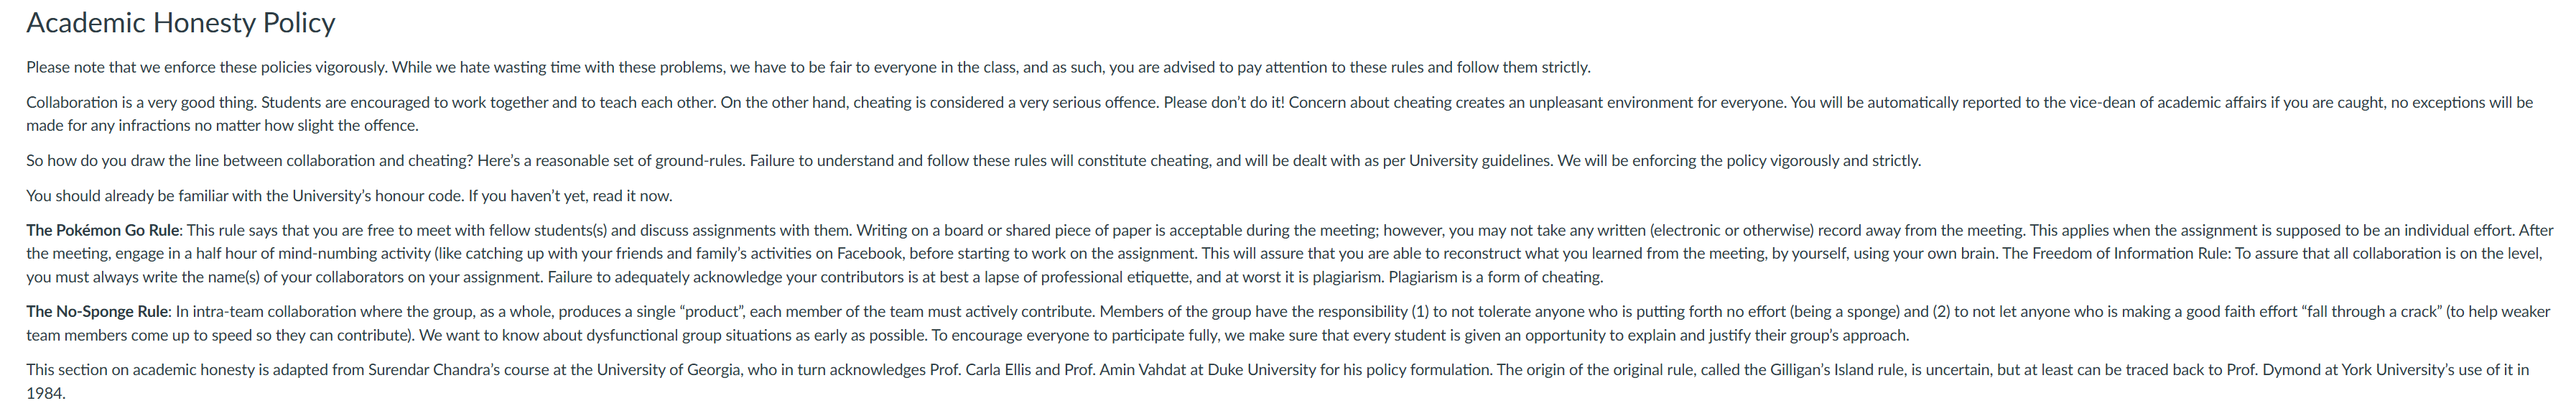 Academic Honesty Policy
Please note that we enforce these policies vigorously. While we hate wasting time with these problems, we have to be fair to everyone in the class, and as such, you are advised to pay attention to these rules and follow them strictly.
Collaboration is a very good thing. Students are encouraged to work together and to teach each other. On the other hand, cheating is considered a very serious offence. Please don’t do it! Concern about cheating creates an unpleasant environment for everyone. You will be automatically reported to the vice-dean of academic affairs if you are caught, no exceptions will be
made for any infractions no matter how slight the offence.
So how do you draw the line between collaboration and cheating? Here’s a reasonable set of ground-rules. Failure to understand and follow these rules will constitute cheating, and will be dealt with as per University guidelines. We will be enforcing the policy vigorously and strictly.
You should already be familiar with the University’s honour code. If you haven’t yet, read it now.
The Pokémon Go Rule: This rule says that you are free to meet with fellow students(s) and discuss assignments with them. Writing on a board or shared piece of paper is acceptable during the meeting; however, you may not take any written (electronic or otherwise) record away from the meeting. This applies when the assignment is supposed to be an individual effort. After
the meeting, engage in a half hour of mind-numbing activity (like catching up with your friends and family’s activities on Facebook, before starting to work on the assignment. This will assure that you are able to reconstruct what you learned from the meeting, by yourself, using your own brain. The Freedom of Information Rule: To assure that all collaboration is on the level,
you must always write the name(s) of your collaborators on your assignment. Failure to adequately acknowledge your contributors is at best a lapse of professional etiquette, and at worst it is plagiarism. Plagiarism is a form of cheating.
The No-Sponge Rule: In intra-team collaboration where the group, as a whole, produces a single “product”, each member of the team must actively contribute. Members of the group have the responsibility (1) to not tolerate anyone who is putting forth no effort (being a sponge) and (2) to not let anyone who is making a good faith effort “fall through a crack” (to help weaker
team members come up to speed so they can contribute). We want to know about dysfunctional group situations as early as possible. To encourage everyone to participate fully, we make sure that every student is given an opportunity to explain and justify their group’s approach.
This section on academic honesty is adapted from Surendar Chandra’s course at the University of Georgia, who in turn acknowledges Prof. Carla Ellis and Prof. Amin Vahdat at Duke University for his policy formulation. The origin of the original rule, called the Gilligan’s Island rule, is uncertain, but at least can be traced back to Prof. Dymond at York University’s use of it in
1984.